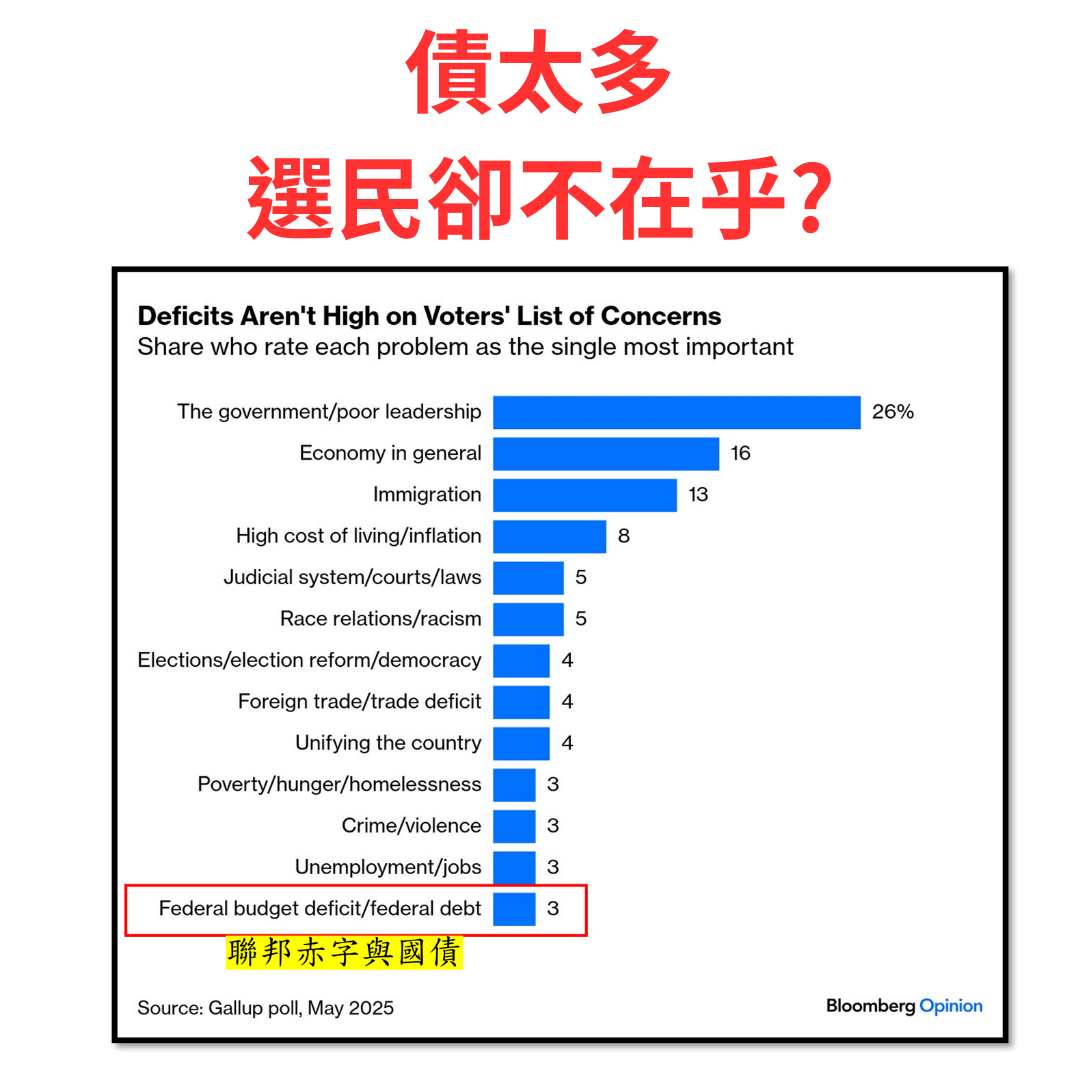 債太多
選民卻不在乎?
Deficits Aren't High on Voters' List of Concerns
Share who rate each problem as the single most important
The government/poor leadership 26%
Economy in general 16
Immigration 13
High cost of living/inflation 8
Judicial system/courts/laws 5
Race relations/racism 5
Elections/election reform/democracy 4
Foreign trade/trade deficit 4
Unifying the country 4
Poverty/hunger/homelessness 3
Crime/violence 3
Unemployment/jobs 3
Federal budget deficit/federal debt 3
聯邦赤字與國債
Source: Gallup poll, May 2025
Bloomberg Opinion